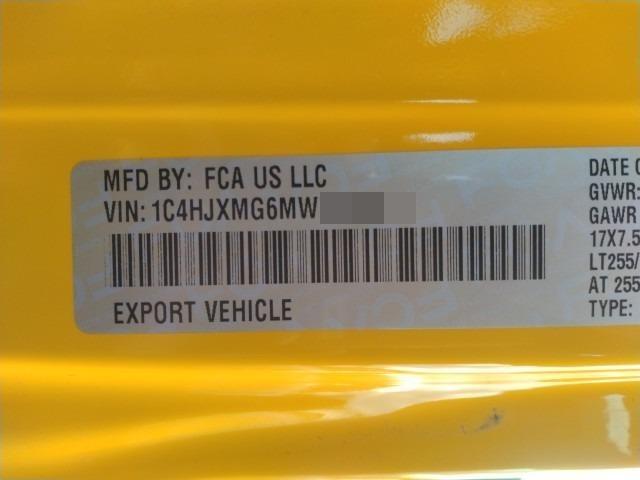 MFD BY: FCA US LLC
VIN: 1C4HJXMG6MW
EXPORT VEHICLE
DATE
GVWR:
GAWR
17X7.5
LT255/
AT 255
TYPE: